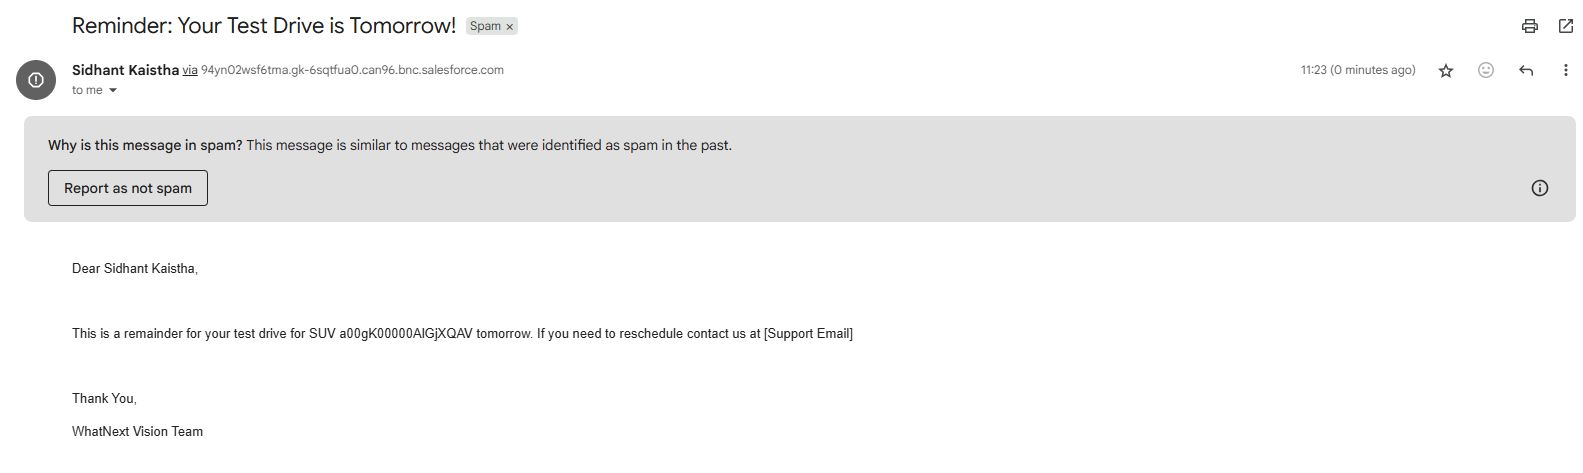 Reminder: Your Test Drive is Tomorrow! Spam ×
Sidhant Kaistha via 94yn02wsf6tma.gk-6sqtfua0.can96.bnc.salesforce.com 11:23 (0 minutes ago)
to me
Why is this message in spam? This message is similar to messages that were identified as spam in the past.
Report as not spam
Dear Sidhant Kaistha,
This is a remainder for your test drive for SUV a00gK00000AIGjXQAV tomorrow. If you need to reschedule contact us at [Support Email]
Thank You,
WhatNext Vision Team